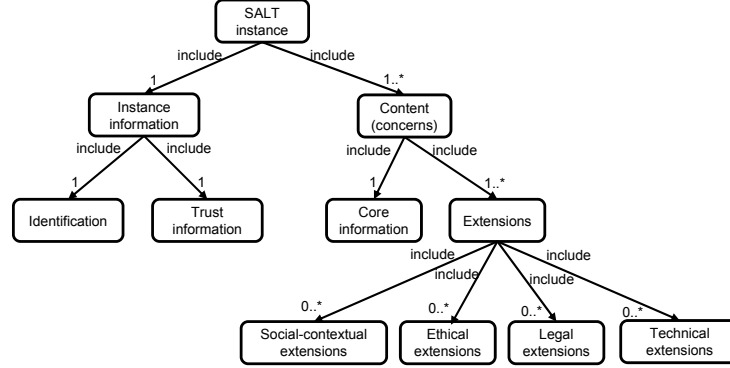 SALT
instance
include
include
1
1..*
Instance
information
Content
(concerns)
include
include
include
include
1
1
1
1..*
Identification
Trust
information
Core
information
Extensions
include
include
include
include
0..*
0..*
0..*
0..*
Social-contextual
extensions
Ethical
extensions
Legal
extensions
Technical
extensions